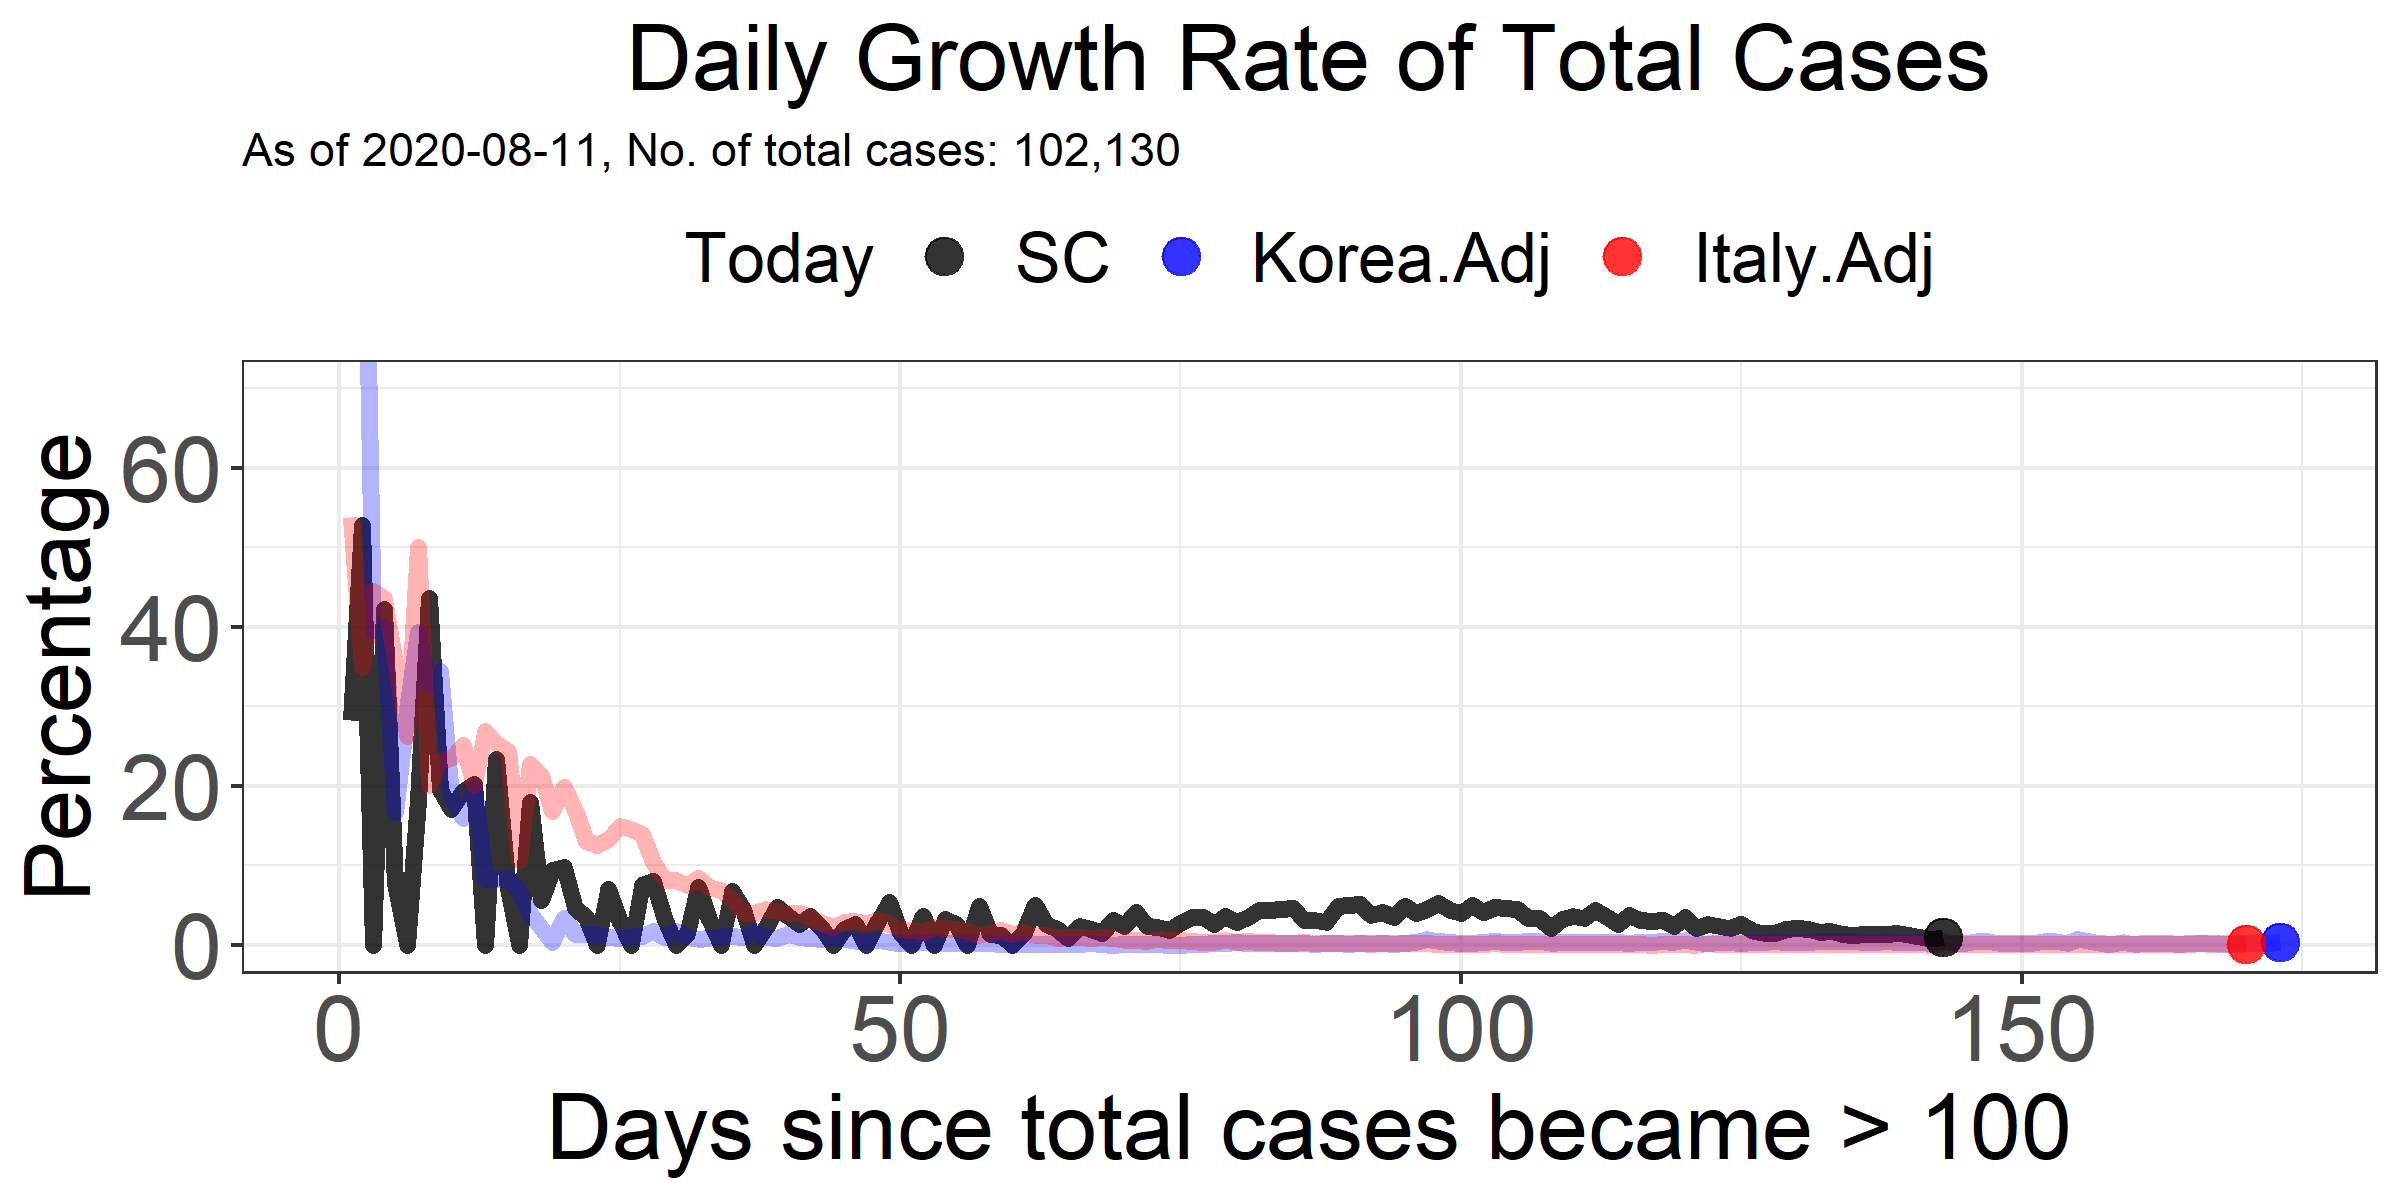 Daily Growth Rate of Total Cases
As of 2020-08-11, No. of total cases: 102,130
Today SC Korea.Adj Italy.Adj
Percentage
60
40
20
0
0 50 100 150
Days since total cases became > 100